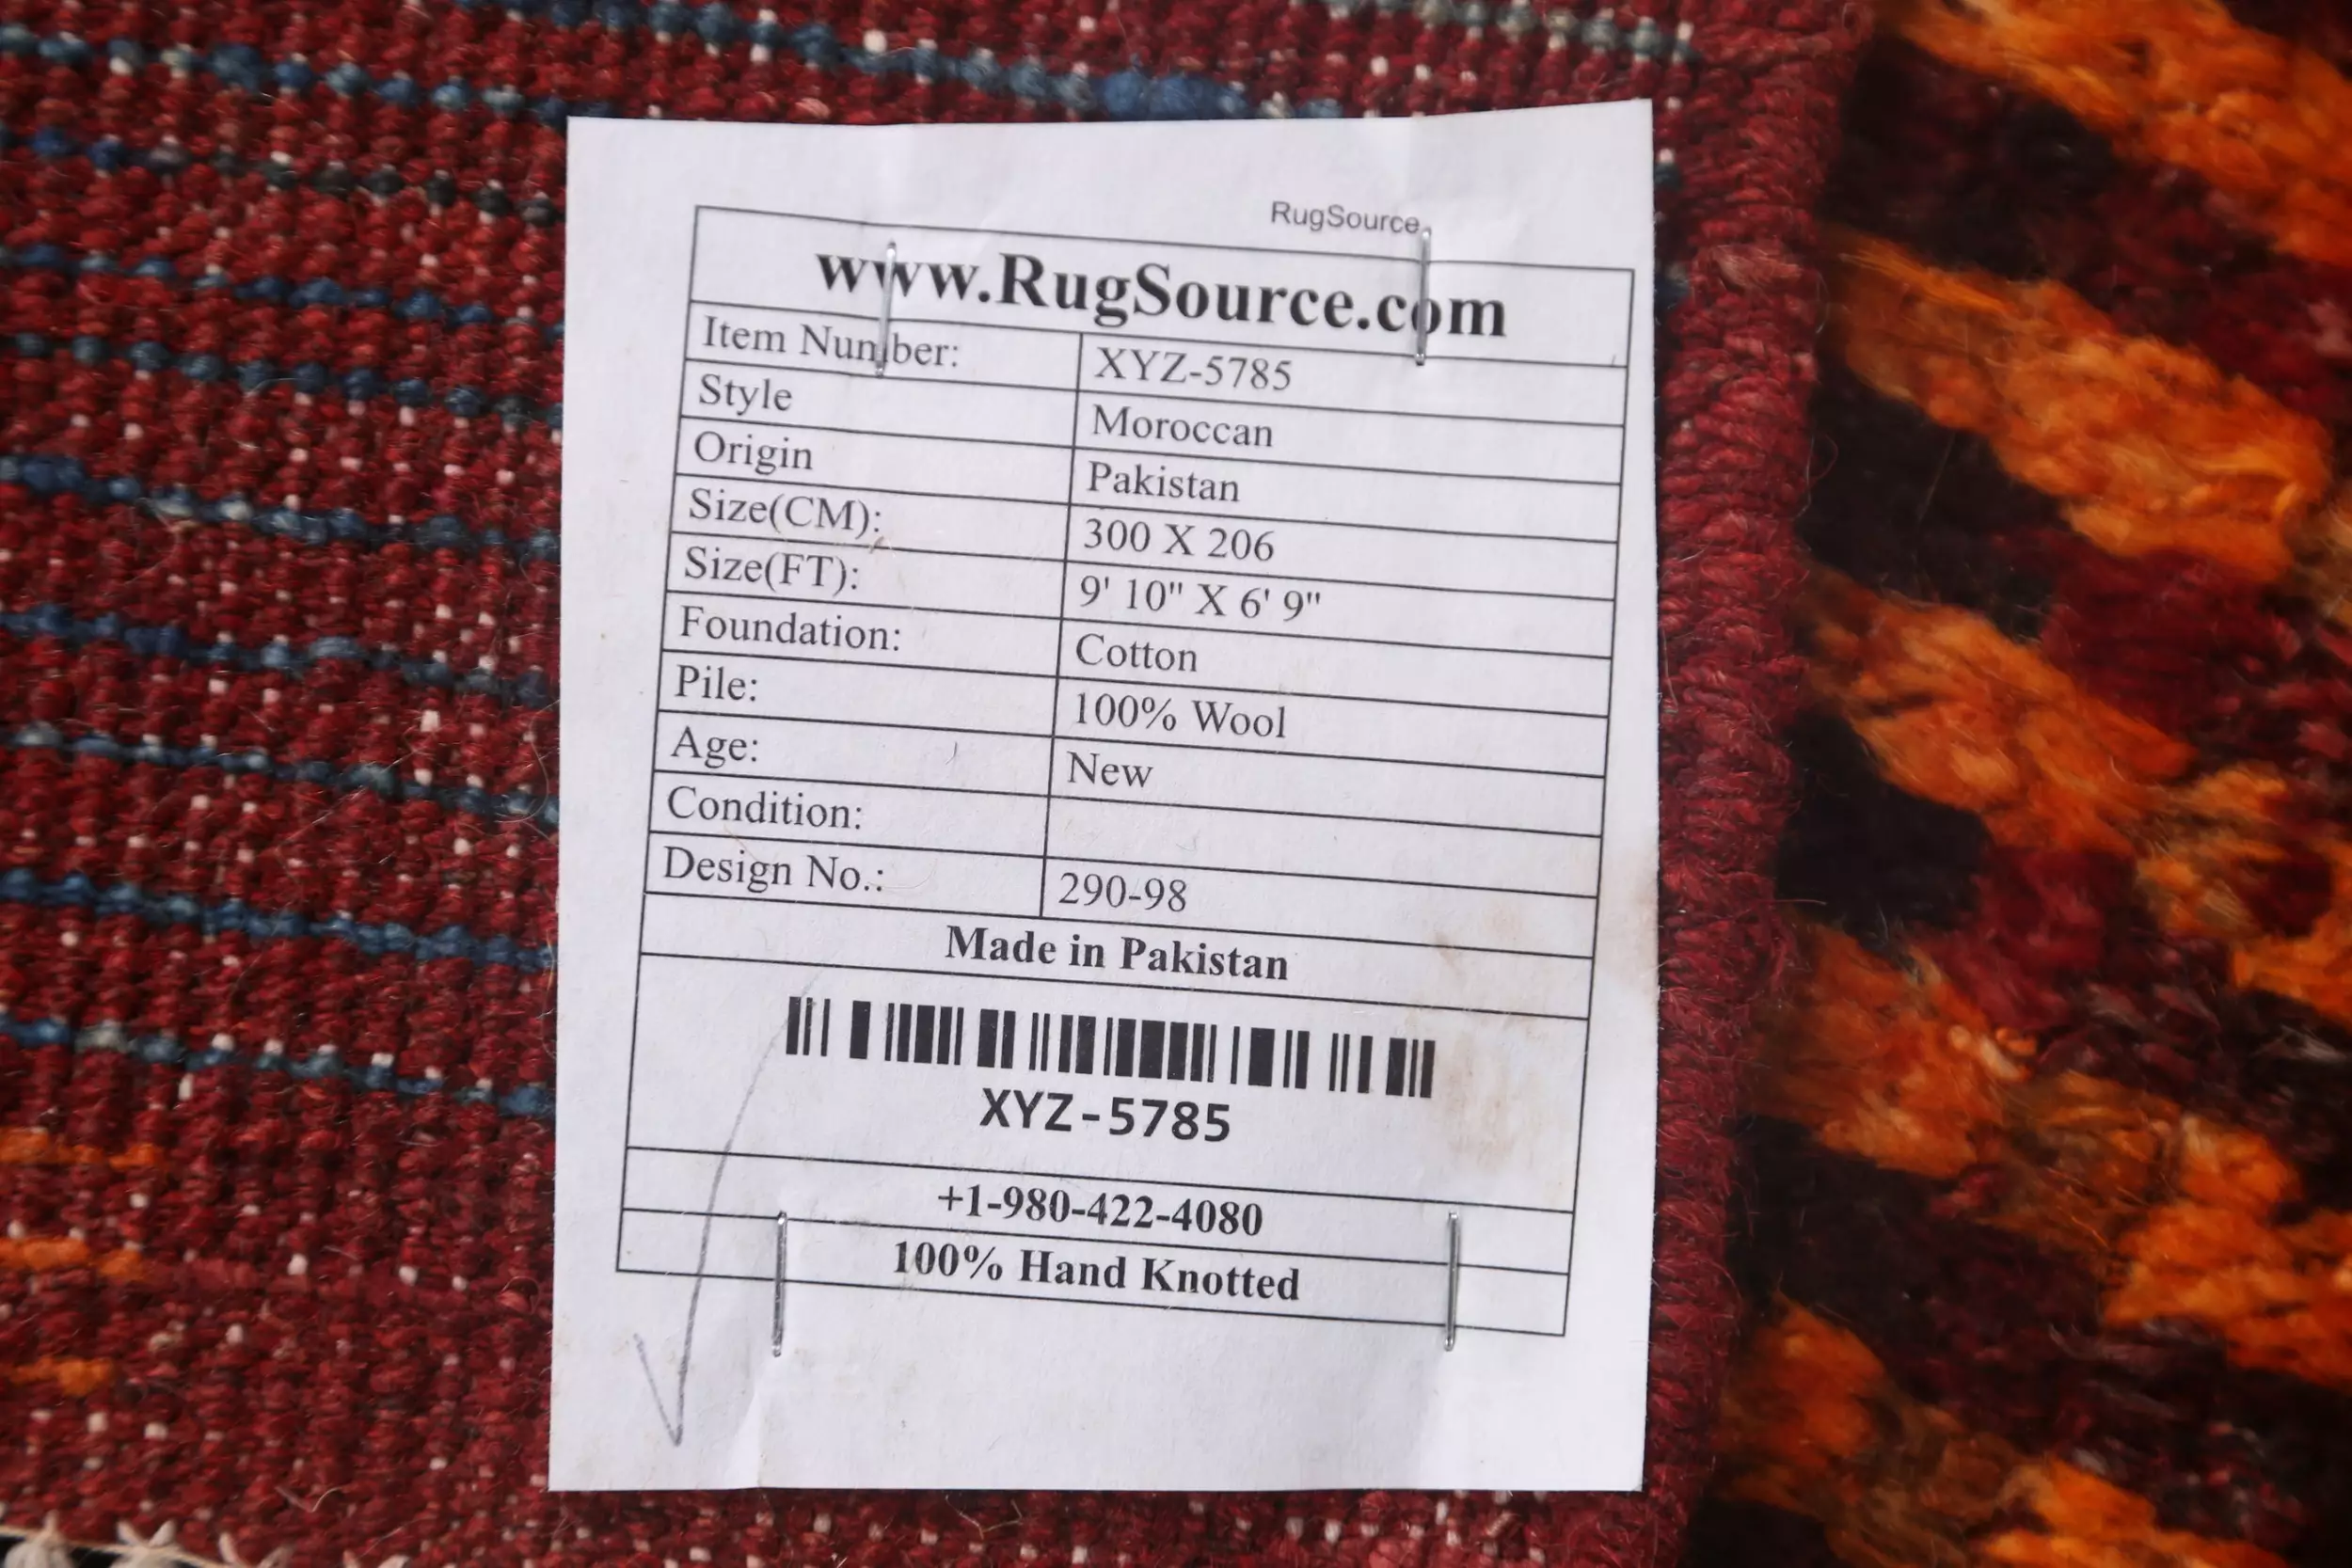 RugSource
www.RugSource.com
Item Number: XYZ-5785
Style Moroccan
Origin Pakistan
Size(CM): 300 X 206
Size(FT): 9' 10" X 6' 9"
Foundation: Cotton
Pile: 100% Wool
Age: New
Condition:
Design No.: 290-98
Made in Pakistan
XYZ-5785
+1-980-422-4080
100% Hand Knotted